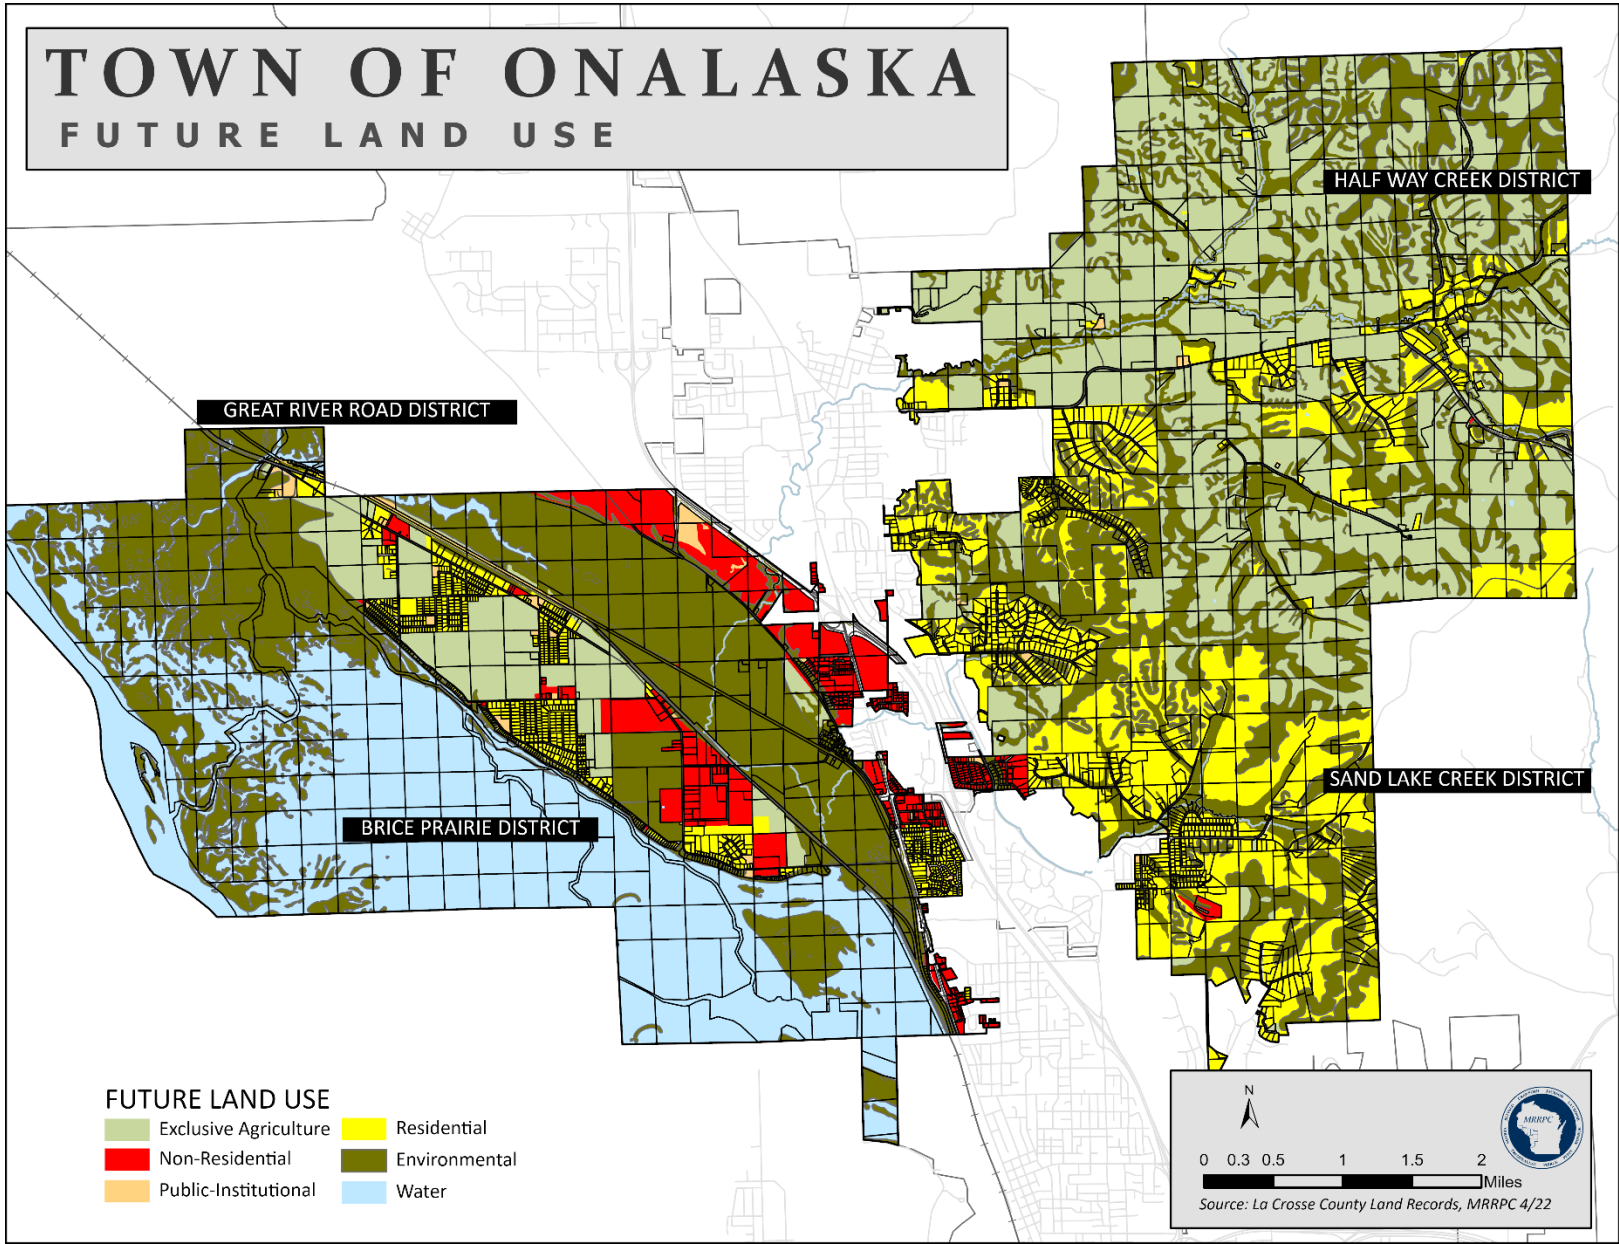 TOWN OF ONALASKA
FUTURE LAND USE
HALF WAY CREEK DISTRICT
GREAT RIVER ROAD DISTRICT
SAND LAKE CREEK DISTRICT
BRICE PRAIRIE DISTRICT
FUTURE LAND USE
Exclusive Agriculture
Residential
Non-Residential
Environmental
Public-Institutional
Water
N
MRRPC
0 0.3 0.5 1 1.5 2
Miles
Source: La Crosse County Land Records, MRRPC 4/22